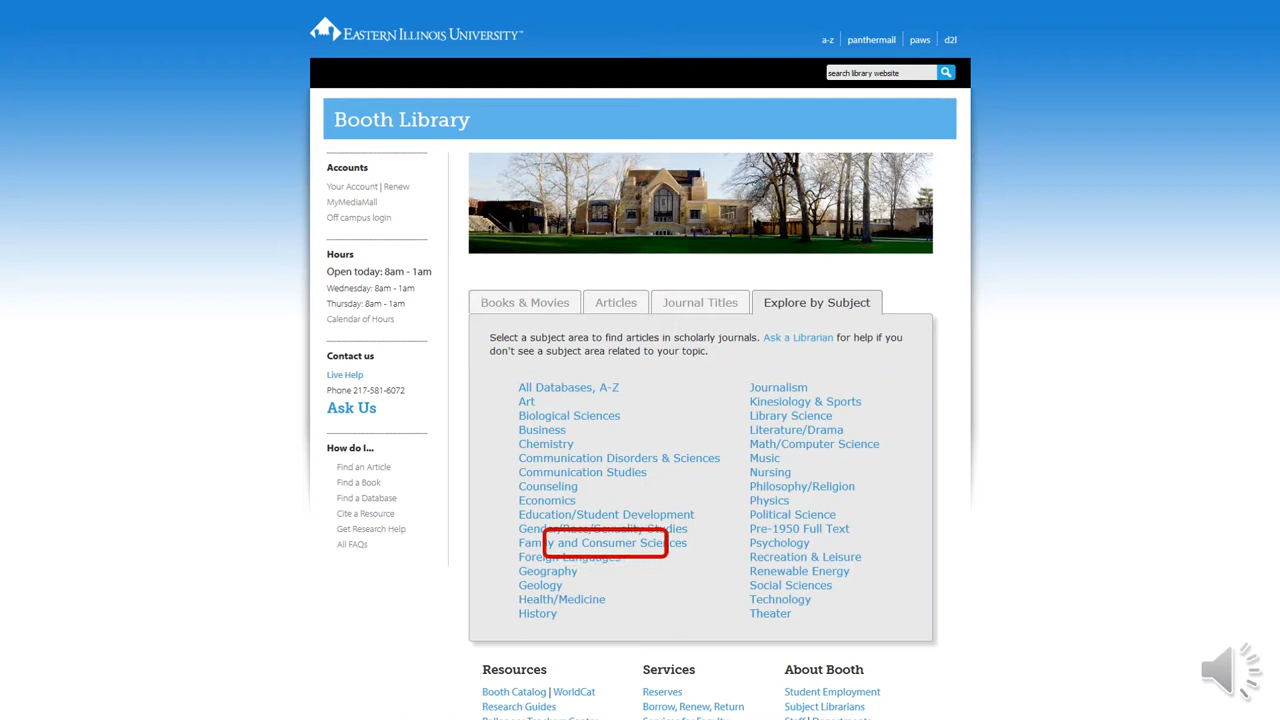 EASTERN ILLINOIS UNIVERSITY™
a-z panthermail paws d2l
search library website
Booth Library
Accounts
Your Account | Renew
MyMediaMall
Off campus login
Hours
Open today: 8am - 1am
Wednesday: 8am - 1am
Thursday: 8am - 1am
Calendar of Hours
Contact us
Live Help
Phone 217-581-6072
Ask Us
How do I...
Find an Article
Find a Book
Find a Database
Cite a Resource
Get Research Help
All FAQs
Books & Movies
Articles
Journal Titles
Explore by Subject
Select a subject area to find articles in scholarly journals. Ask a Librarian for help if you
don't see a subject area related to your topic.
All Databases, A-Z
Art
Biological Sciences
Business
Chemistry
Communication Disorders & Sciences
Communication Studies
Counseling
Economics
Education/Student Development
Gender/Race/Sexuality Studies
Family and Consumer Sciences
Foreign Languages
Geography
Geology
Health/Medicine
History
Journalism
Kinesiology & Sports
Library Science
Literature/Drama
Math/Computer Science
Music
Nursing
Philosophy/Religion
Physics
Political Science
Pre-1950 Full Text
Psychology
Recreation & Leisure
Renewable Energy
Social Sciences
Technology
Theater
Resources
Booth Catalog | WorldCat
Research Guides
Services
Reserves
Borrow, Renew, Return
About Booth
Student Employment
Subject Librarians